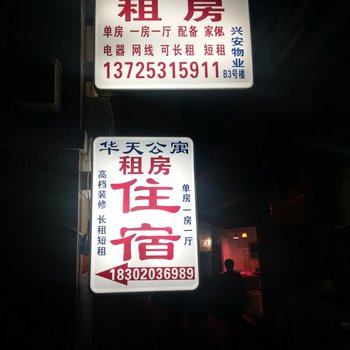 租房
单房 一房一厅 配备 家俬
电器 网线 可长租 短租
13725315911
兴安物业
B3号楼
华天公寓
租房
住宿
高档装修 长租短租
单房 一房一厅
18302036989